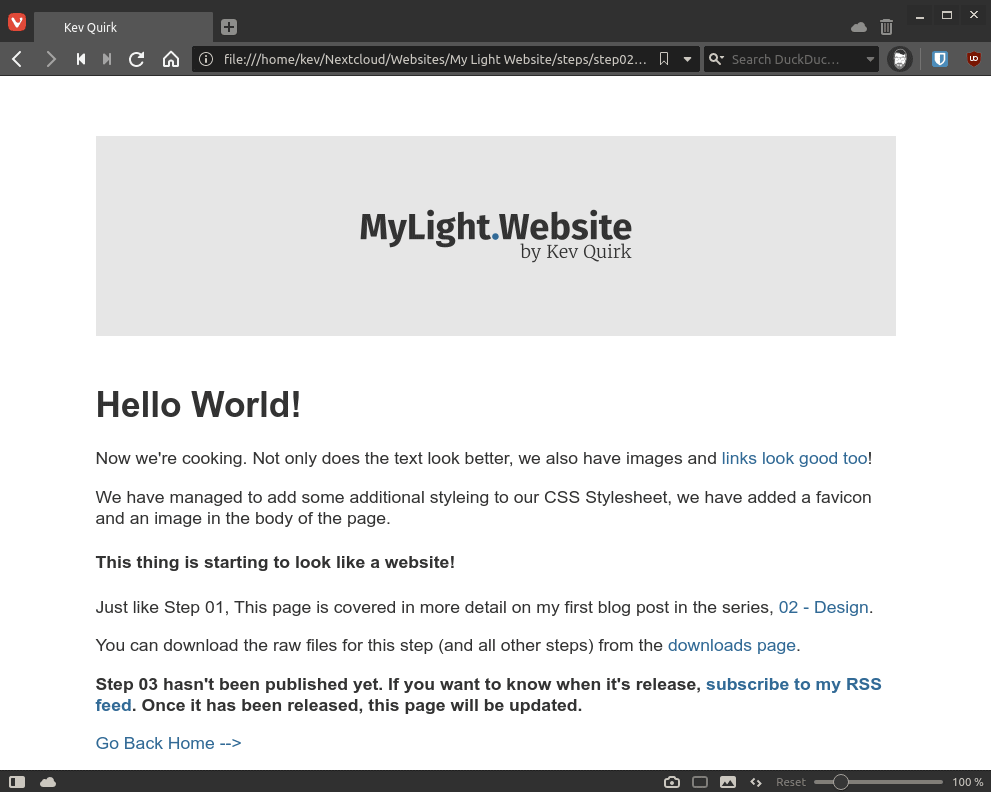 Kev Quirk
file:///home/kev/Nextcloud/Websites/My Light Website/steps/step02...
Search DuckDuc...
MyLight.Website
by Kev Quirk
Hello World!
Now we're cooking. Not only does the text look better, we also have images and links look good too!
We have managed to add some additional styleing to our CSS Stylesheet, we have added a favicon
and an image in the body of the page.
This thing is starting to look like a website!
Just like Step 01, This page is covered in more detail on my first blog post in the series, 02 - Design.
You can download the raw files for this step (and all other steps) from the downloads page.
Step 03 hasn't been published yet. If you want to know when it's release, subscribe to my RSS
feed. Once it has been released, this page will be updated.
Go Back Home -->
Reset 100 %